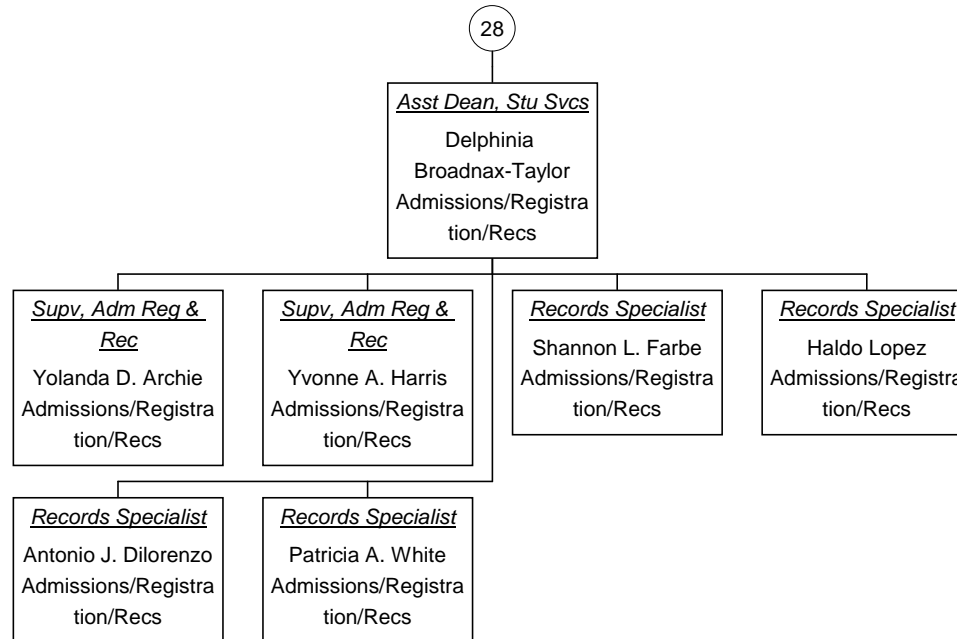 28
Asst Dean, Stu Svcs
Delphinia
Broadnax-Taylor
Admissions/Registra
tion/Recs
Supv, Adm Reg &
Rec
Yolanda D. Archie
Admissions/Registra
tion/Recs
Supv, Adm Reg &
Rec
Yvonne A. Harris
Admissions/Registra
tion/Recs
Records Specialist
Shannon L. Farbe
Admissions/Registra
tion/Recs
Records Specialist
Haldo Lopez
Admissions/Registra
tion/Recs
Records Specialist
Antonio J. Dilorenzo
Admissions/Registra
tion/Recs
Records Specialist
Patricia A. White
Admissions/Registra
tion/Recs